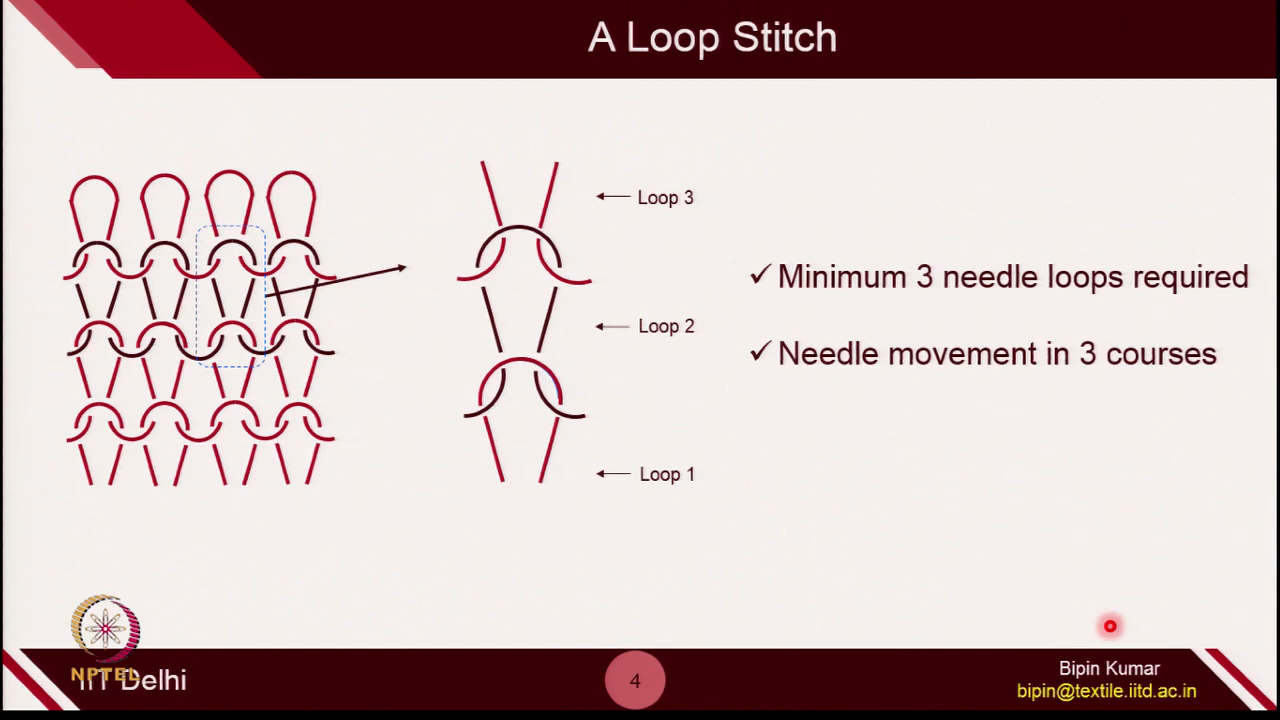 A Loop Stitch
Loop 3
Loop 2
Loop 1
✓ Minimum 3 needle loops required
✓ Needle movement in 3 courses
NPTEL
IIT Delhi
4
Bipin Kumar
bipin@textile.iitd.ac.in